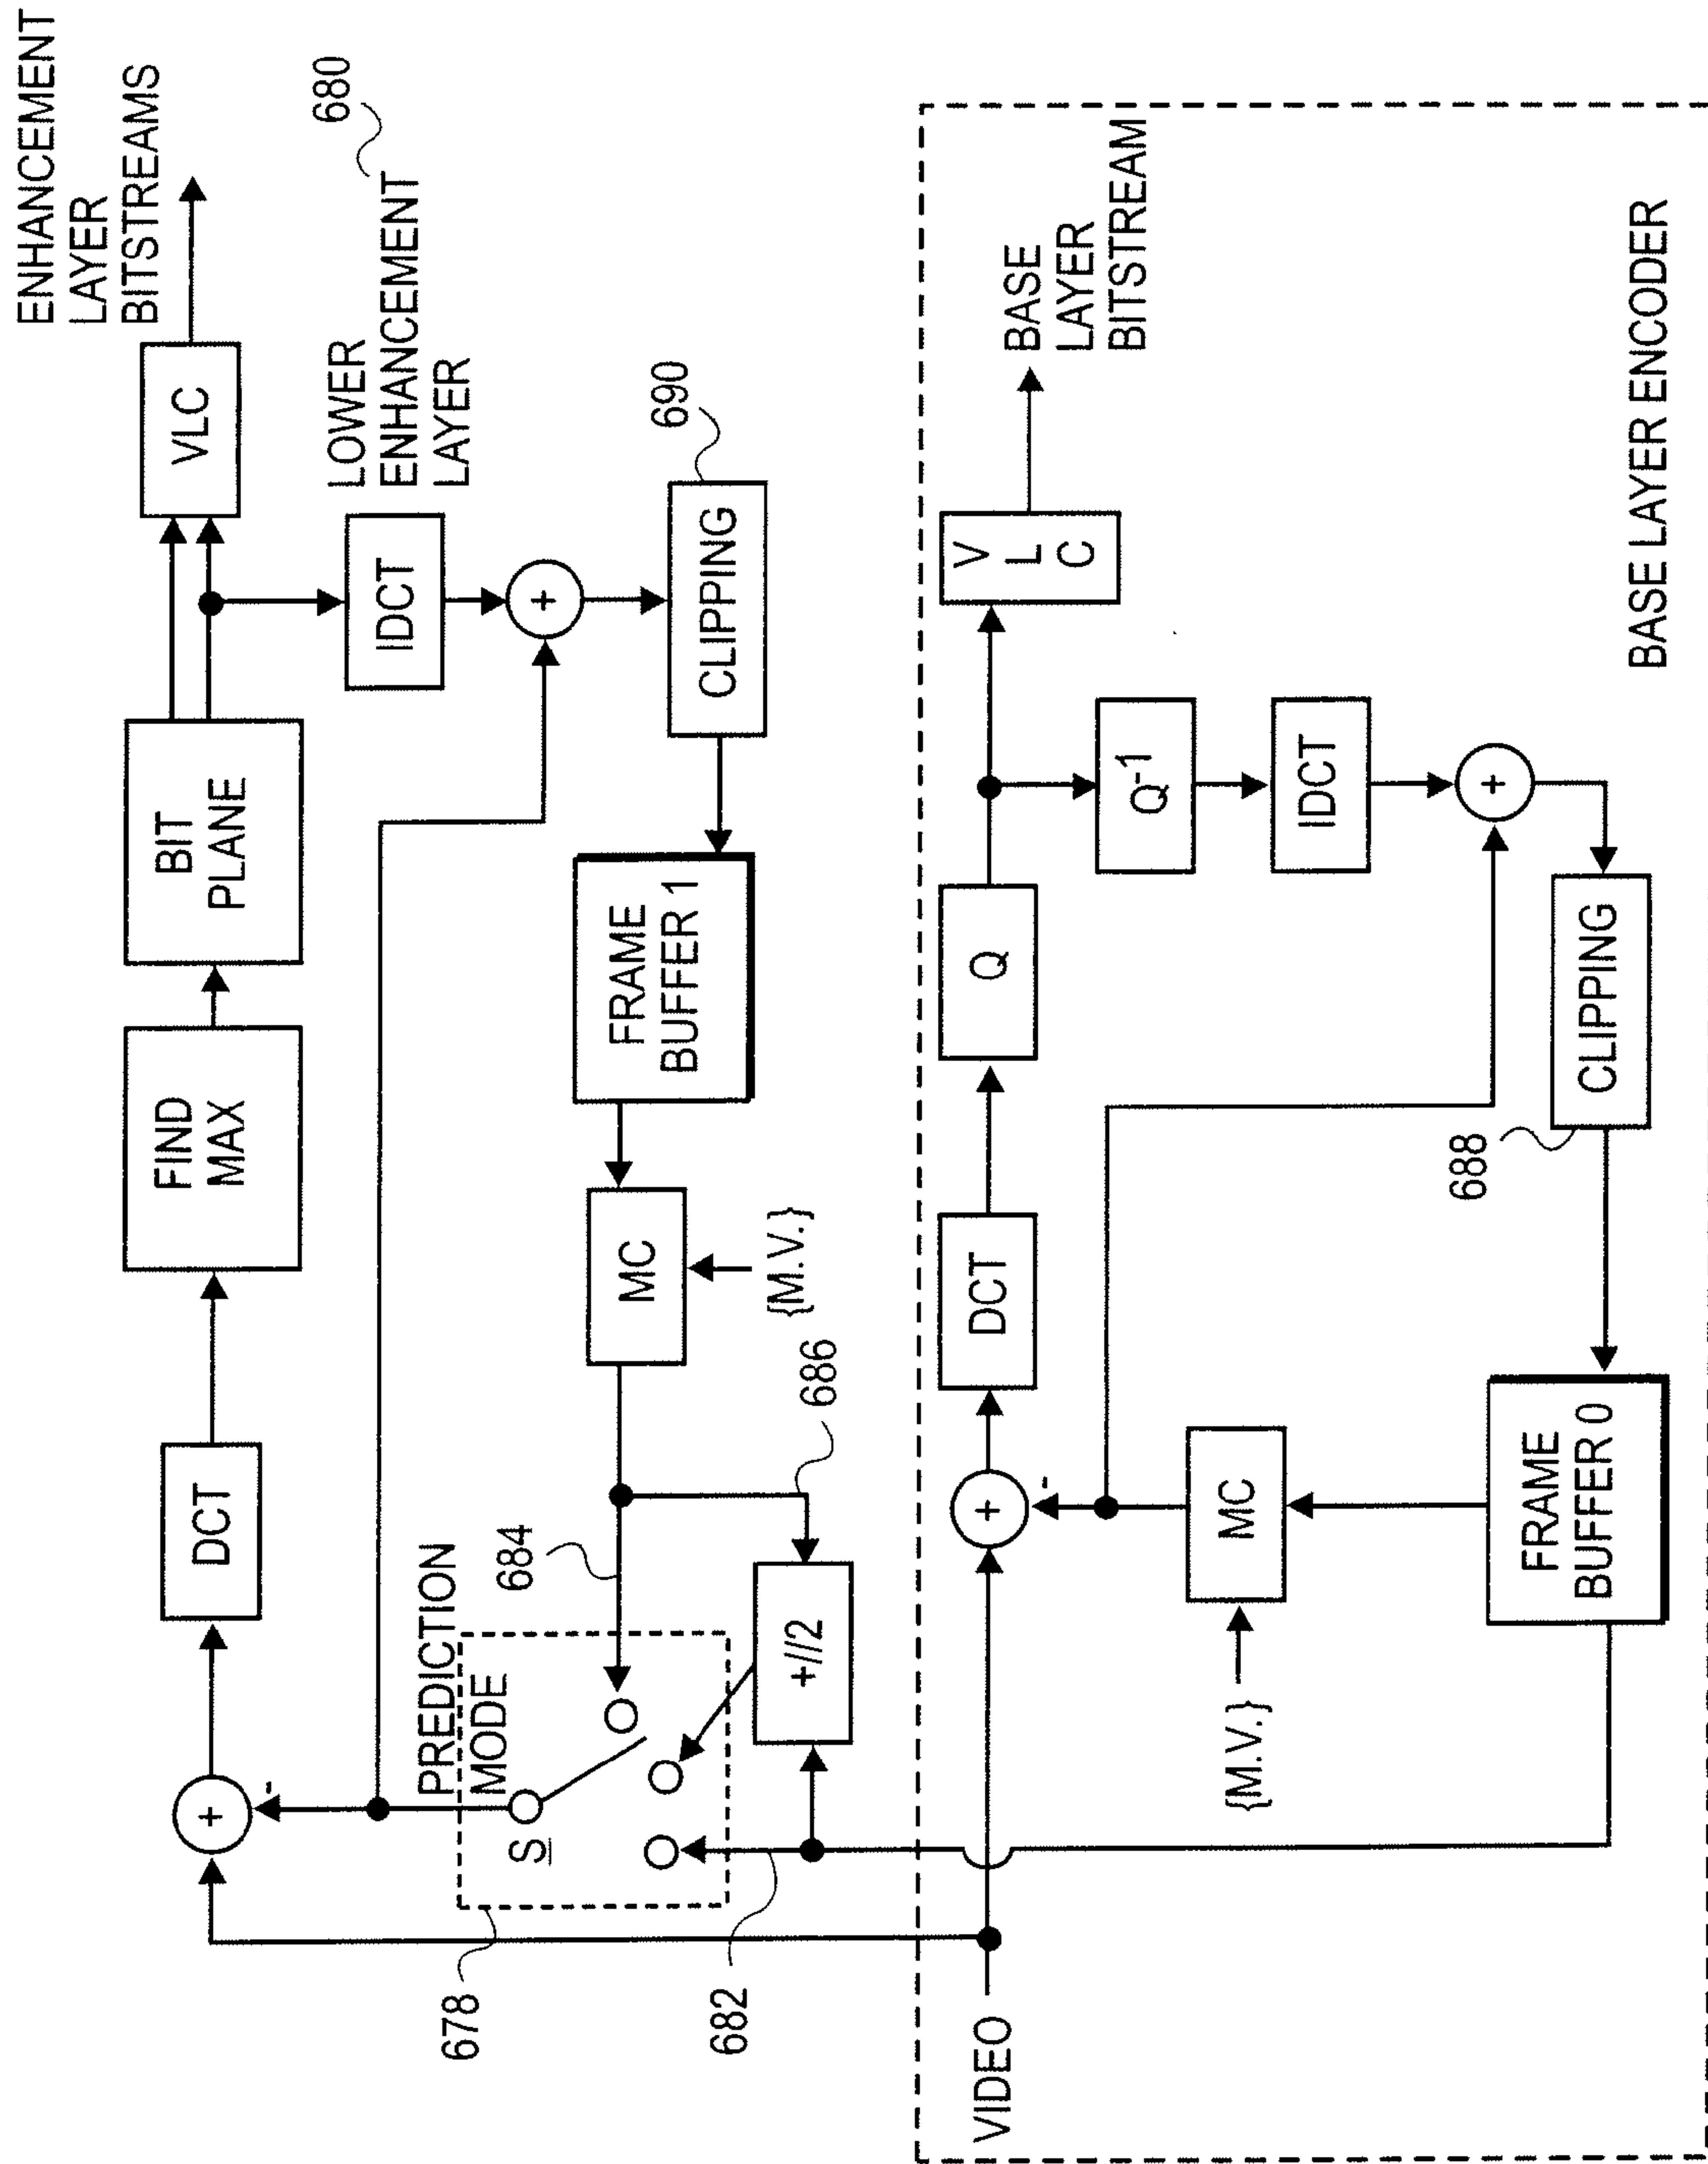 ENHANCEMENT
LAYER
BITSTREAMS
DCT
FIND
MAX
BIT
PLANE
VLC
680
LOWER
ENHANCEMENT
LAYER
IDCT
+
-
+
PREDICTION
MODE
S
678
684
MC
{M.V.}
FRAME
BUFFER 1
CLIPPING
690
682
+//2
686
VIDEO
+
-
DCT
Q
V
L
C
BASE
LAYER
BITSTREAM
Q-1
IDCT
+
MC
{M.V.}
FRAME
BUFFER 0
688
CLIPPING
BASE LAYER ENCODER